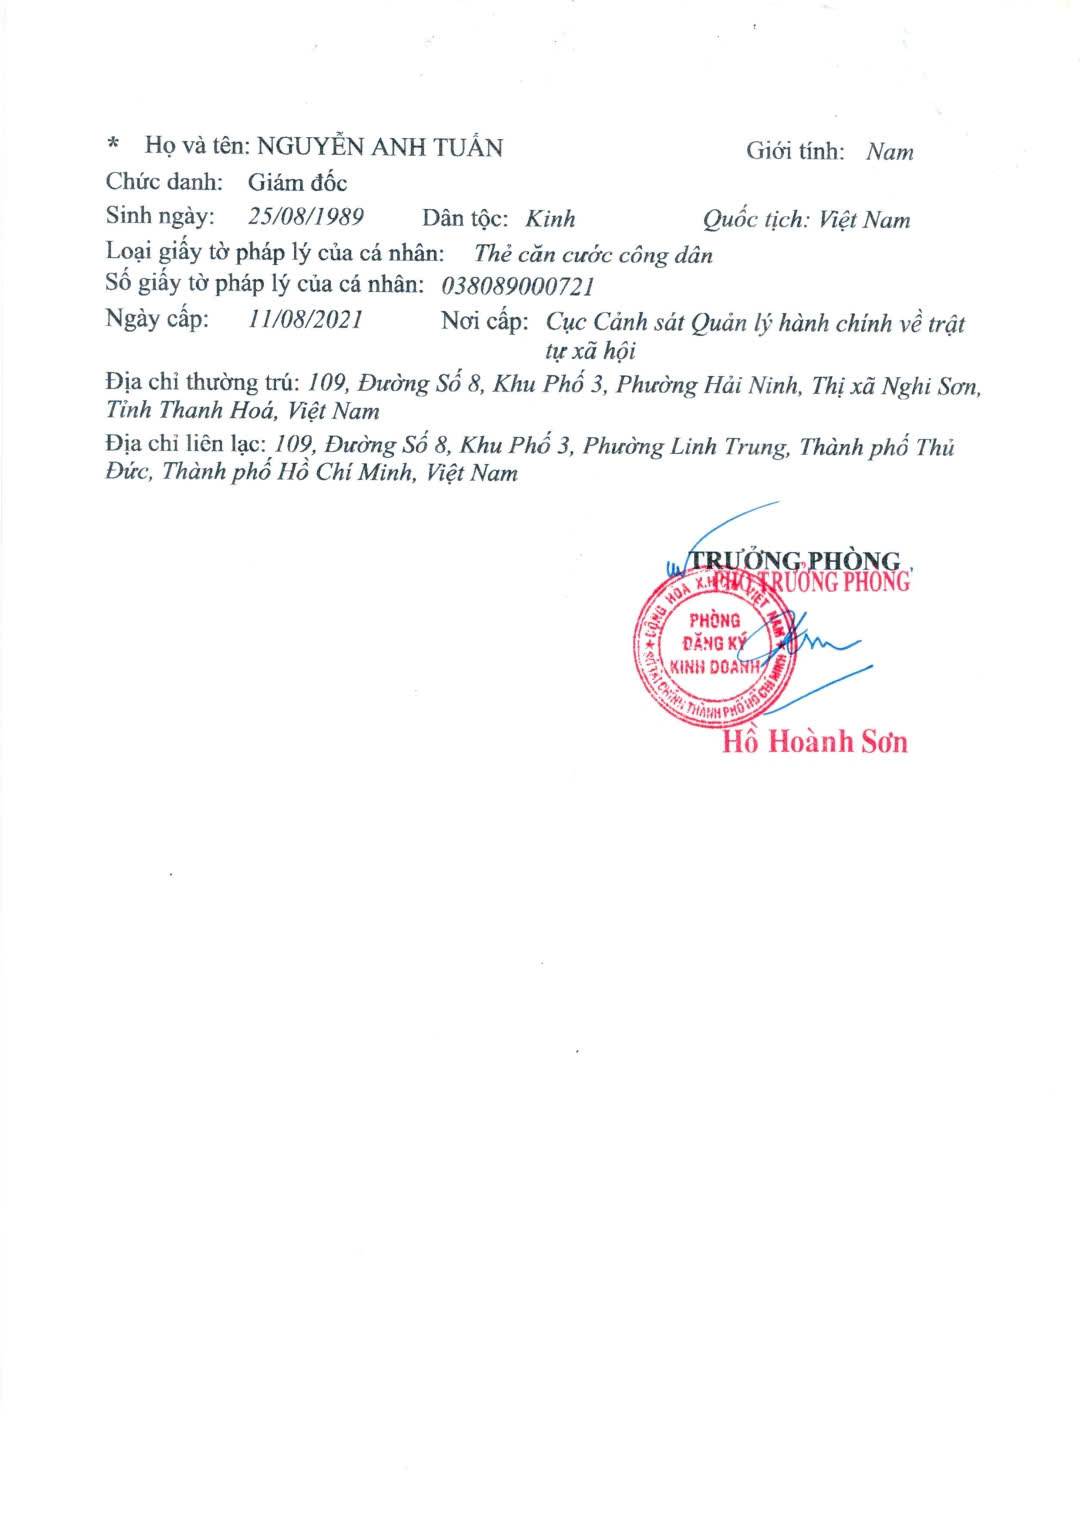 * Họ và tên: NGUYỄN ANH TUẤN Giới tính: Nam
Chức danh: Giám đốc
Sinh ngày: 25/08/1989 Dân tộc: Kinh Quốc tịch: Việt Nam
Loại giấy tờ pháp lý của cá nhân: Thẻ căn cước công dân
Số giấy tờ pháp lý của cá nhân: 038089000721
Ngày cấp: 11/08/2021 Nơi cấp: Cục Cảnh sát Quản lý hành chính về trật
tự xã hội
Địa chỉ thường trú: 109, Đường Số 8, Khu Phố 3, Phường Hải Ninh, Thị xã Nghi Sơn,
Tỉnh Thanh Hoá, Việt Nam
Địa chỉ liên lạc: 109, Đường Số 8, Khu Phố 3, Phường Linh Trung, Thành phố Thủ
Đức, Thành phố Hồ Chí Minh, Việt Nam
TRƯỞNG PHÒNG
PHÓ TRƯỞNG PHÒNG
CỘNG HÒA X.H.C.N VIỆT NAM
PHÒNG
ĐĂNG KÝ
KINH DOANH
SỞ TÀI CHÍNH THÀNH PHỐ HỒ CHÍ MINH
Hồ Hoành Sơn